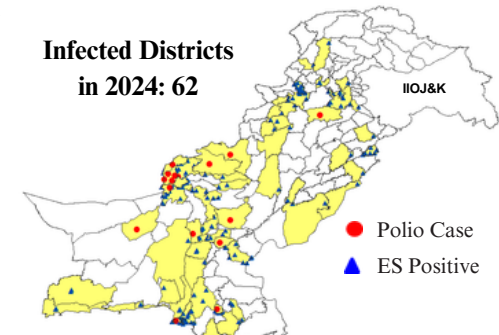 Infected Districts
in 2024: 62
IIOJ&K
Polio Case
ES Positive